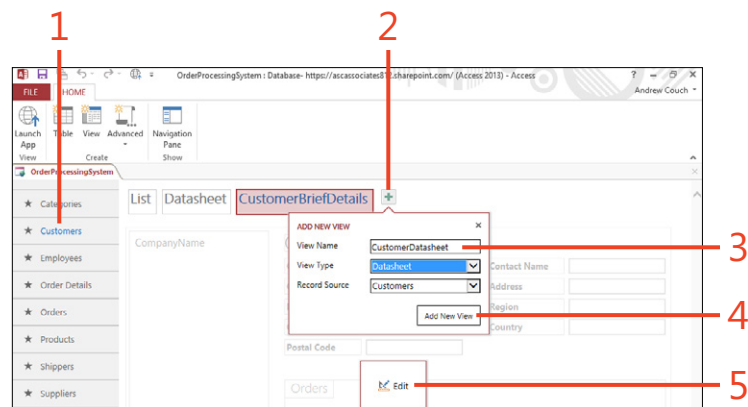 1 2
OrderProcessingSystem : Database- https://ascassociates812.sharepoint.com/ (Access 2013) - Access
FILE HOME
Andrew Couch
Launch App
Table
View
Advanced
Navigation Pane
View Create Show
OrderProcessingSystem
Categories
Customers
Employees
Order Details
Orders
Products
Shippers
Suppliers
List Datasheet CustomerBriefDetails
CompanyName
ADD NEW VIEW
View Name CustomerDatasheet
View Type Datasheet
Record Source Customers
Add New View
Contact Name
Address
Region
Country
Postal Code
Orders
Edit
3
4
5